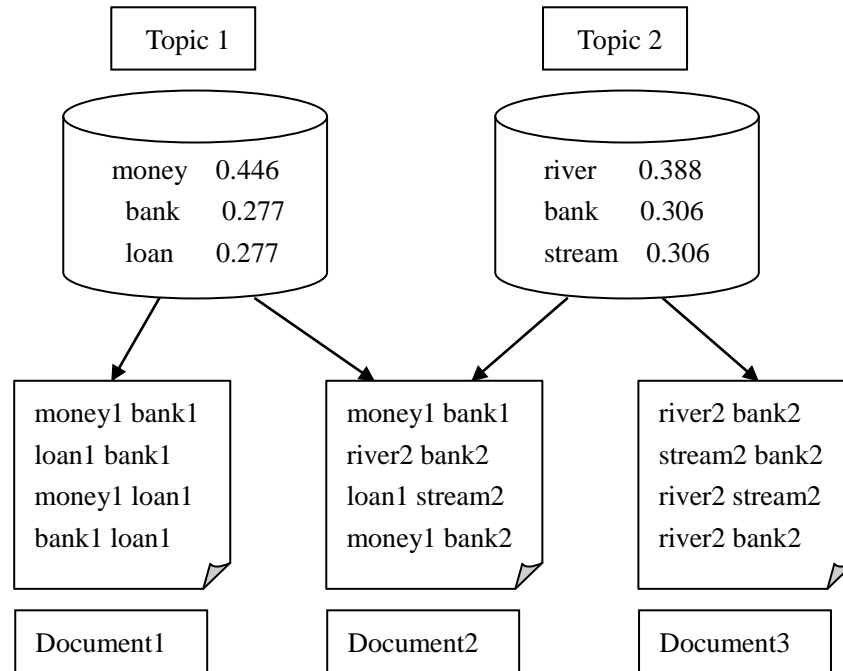 Topic 1
Topic 2
money 0.446
bank 0.277
loan 0.277
river 0.388
bank 0.306
stream 0.306
money1 bank1
loan1 bank1
money1 loan1
bank1 loan1
money1 bank1
river2 bank2
loan1 stream2
money1 bank2
river2 bank2
stream2 bank2
river2 stream2
river2 bank2
Document1
Document2
Document3